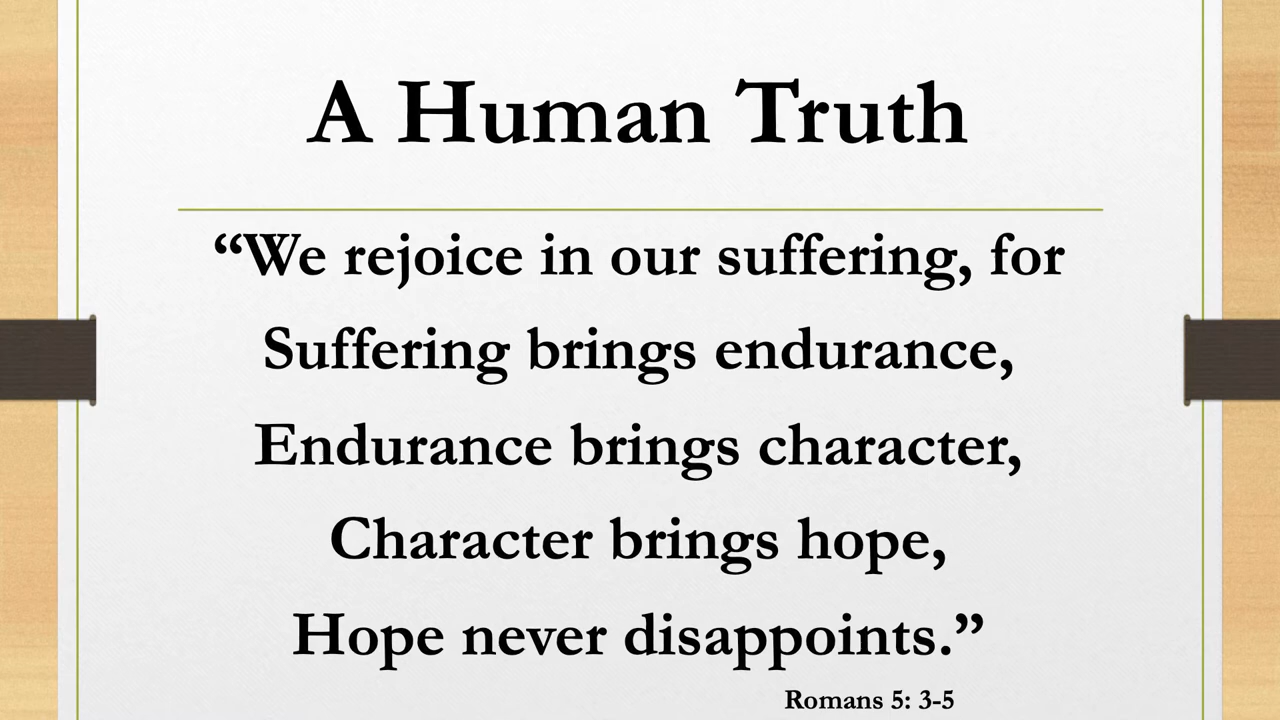 A Human Truth
“We rejoice in our suffering, for
Suffering brings endurance,
Endurance brings character,
Character brings hope,
Hope never disappoints.”
Romans 5: 3-5